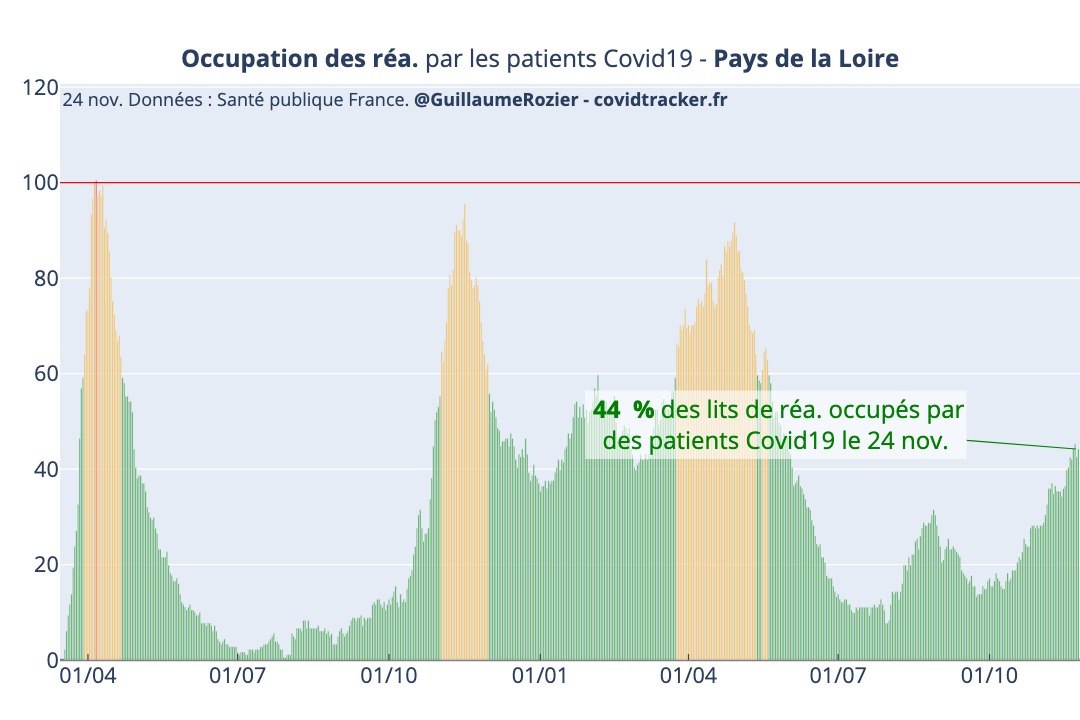 Occupation des réa. par les patients Covid19 - Pays de la Loire
120
24 nov. Données : Santé publique France. @GuillaumeRozier - covidtracker.fr
100
80
60
44 % des lits de réa. occupés par
des patients Covid19 le 24 nov.
40
20
0
01/04 01/07 01/10 01/01 01/04 01/07 01/10